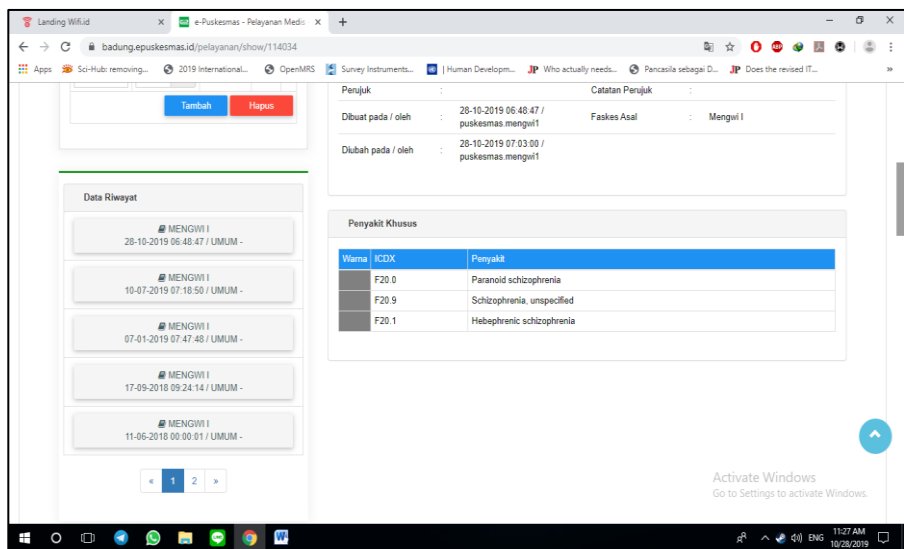 Landing Wifi.id
e-Puskesmas - Pelayanan Medis
badung.epuskesmas.id/pelayanan/show/114034
Apps
Sci-Hub: removing...
2019 International...
OpenMRS
Survey Instruments...
| Human Developm...
JP Who actually needs...
Pancasila sebagai D...
JP Does the revised IT...
Tambah
Hapus
Data Riwayat
MENGWI I
28-10-2019 06:48:47 / UMUM -
MENGWI I
10-07-2019 07:18:50 / UMUM -
MENGWI I
07-01-2019 07:47:48 / UMUM -
MENGWI I
17-09-2018 09:24:14 / UMUM -
MENGWI I
11-06-2018 00:00:01 / UMUM -
« 1 2 »
Perujuk : Catatan Perujuk :
Dibuat pada / oleh : 28-10-2019 06:48:47 / Faskes Asal : Mengwi I
puskesmas.mengwi1
Diubah pada / oleh : 28-10-2019 07:03:00 /
puskesmas.mengwi1
Penyakit Khusus
Warna ICDX Penyakit
F20.0 Paranoid schizophrenia
F20.9 Schizophrenia, unspecified
F20.1 Hebephrenic schizophrenia
Activate Windows
Go to Settings to activate Windows.
ENG
11:27 AM
10/28/2019